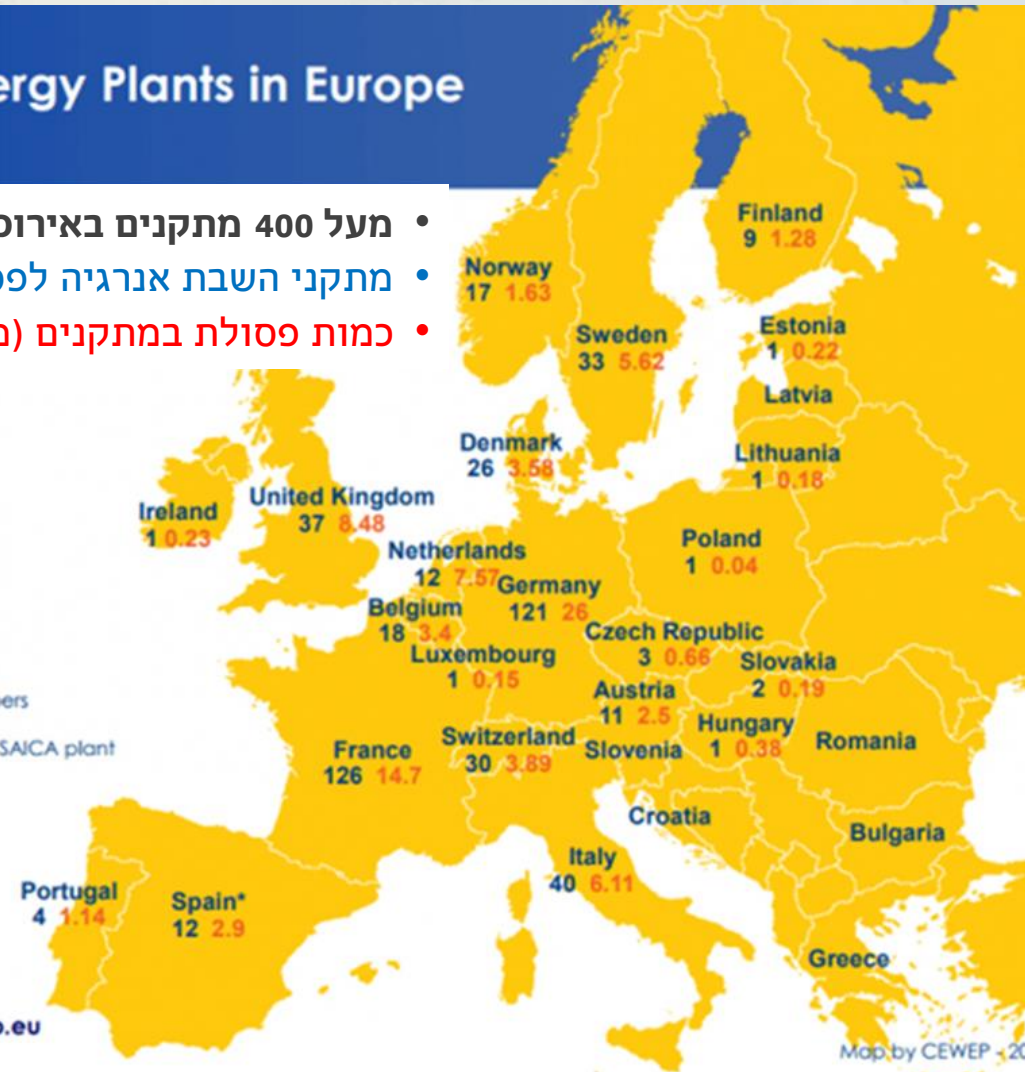 Energy Plants in Europe
מעל 400 מתקנים
מתקני השבת אנרגיה
כמות פסולת במתקנים
Finland
9 1.28
Norway
17 1.63
Sweden
33 5.62
Estonia
1 0.22
Latvia
Denmark
26 3.58
Lithuania
1 0.18
United Kingdom
37 8.48
Ireland
1 0.23
Poland
1 0.04
Netherlands
12 7.57
Germany
121 26
Belgium
18 3.4
Czech Republic
3 0.66
Luxembourg
1 0.15
Slovakia
2 0.19
Austria
11 2.5
SAICA plant
Hungary
1 0.38
Switzerland
30 3.89
Slovenia
Romania
France
126 14.7
Croatia
Bulgaria
Italy
40 6.11
Portugal
4 1.14
Spain*
12 2.9
Greece
.eu
Map by CEWEP - 20